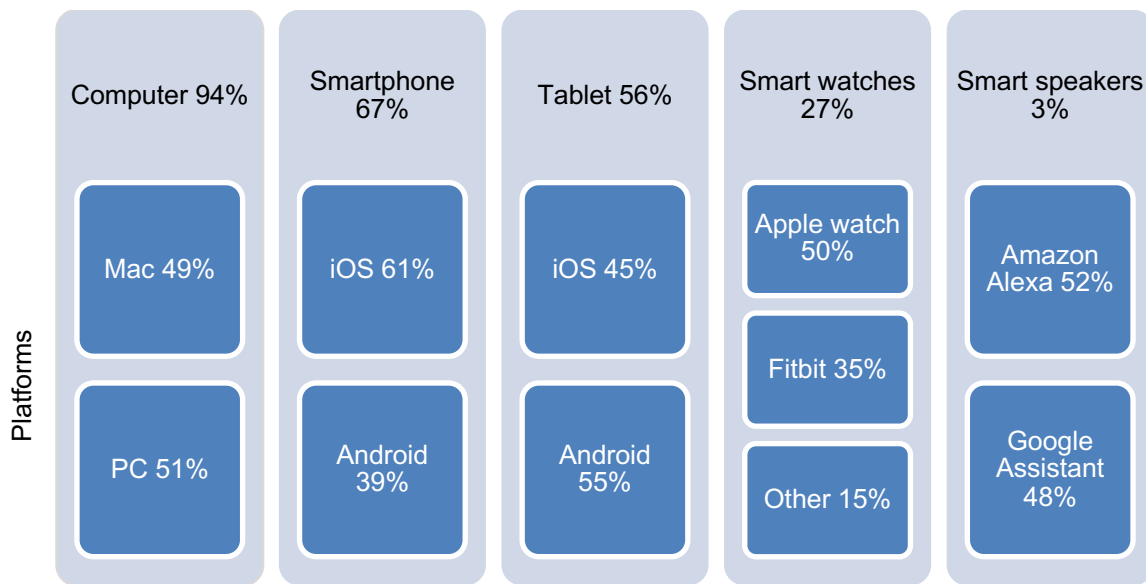 Computer 94%
Smartphone
67%
Tablet 56%
Smart watches
27%
Smart speakers
3%
Platforms
Mac 49%
PC 51%
iOS 61%
Android
39%
iOS 45%
Android
55%
Apple watch
50%
Fitbit 35%
Other 15%
Amazon
Alexa 52%
Google
Assistant
48%